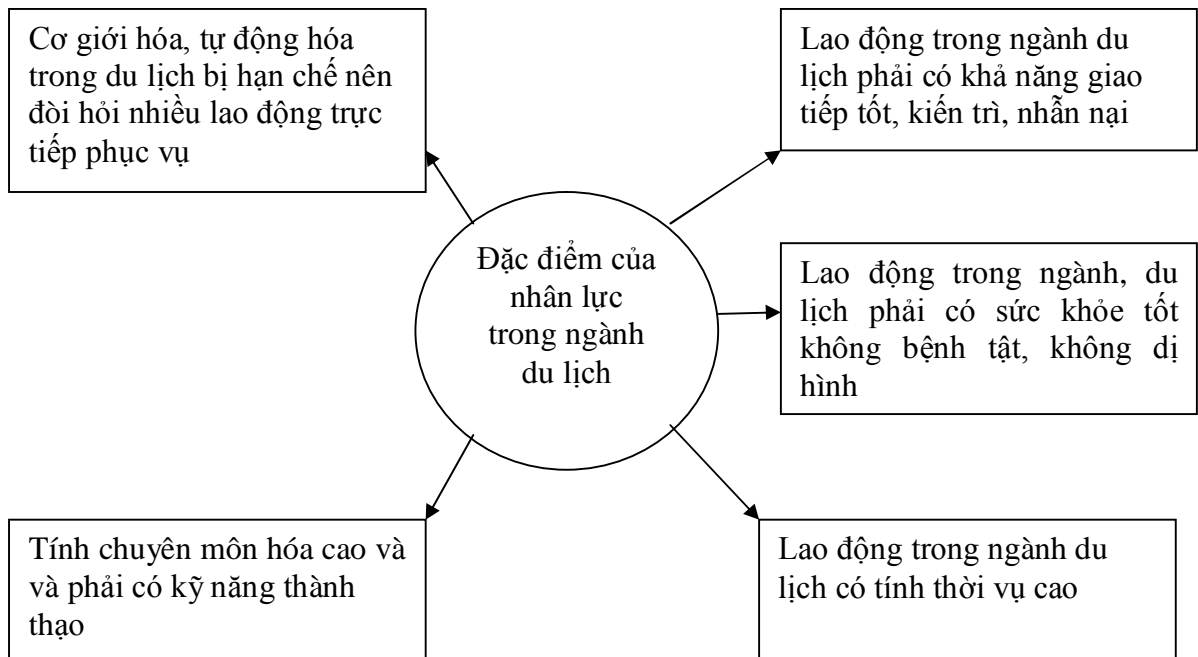 Cơ giới hóa, tự động hóa
trong du lịch bị hạn chế nên
đòi hỏi nhiều lao động trực
tiếp phục vụ
Lao động trong ngành du
lịch phải có khả năng giao
tiếp tốt, kiến trì, nhẫn nại
Đặc điểm của
nhân lực
trong ngành
du lịch
Lao động trong ngành, du
lịch phải có sức khỏe tốt
không bệnh tật, không dị
hình
Tính chuyên môn hóa cao và
và phải có kỹ năng thành
thạo
Lao động trong ngành du
lịch có tính thời vụ cao